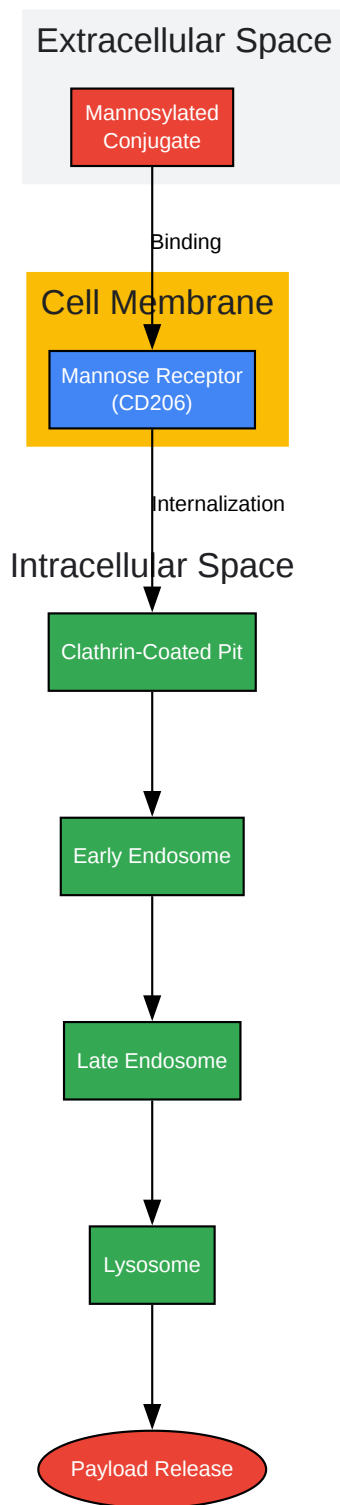 Extracellular Space
Mannosylated
Conjugate
Binding
Cell Membrane
Mannose Receptor
(CD206)
Internalization
Intracellular Space
Clathrin-Coated Pit
Early Endosome
Late Endosome
Lysosome
Payload Release